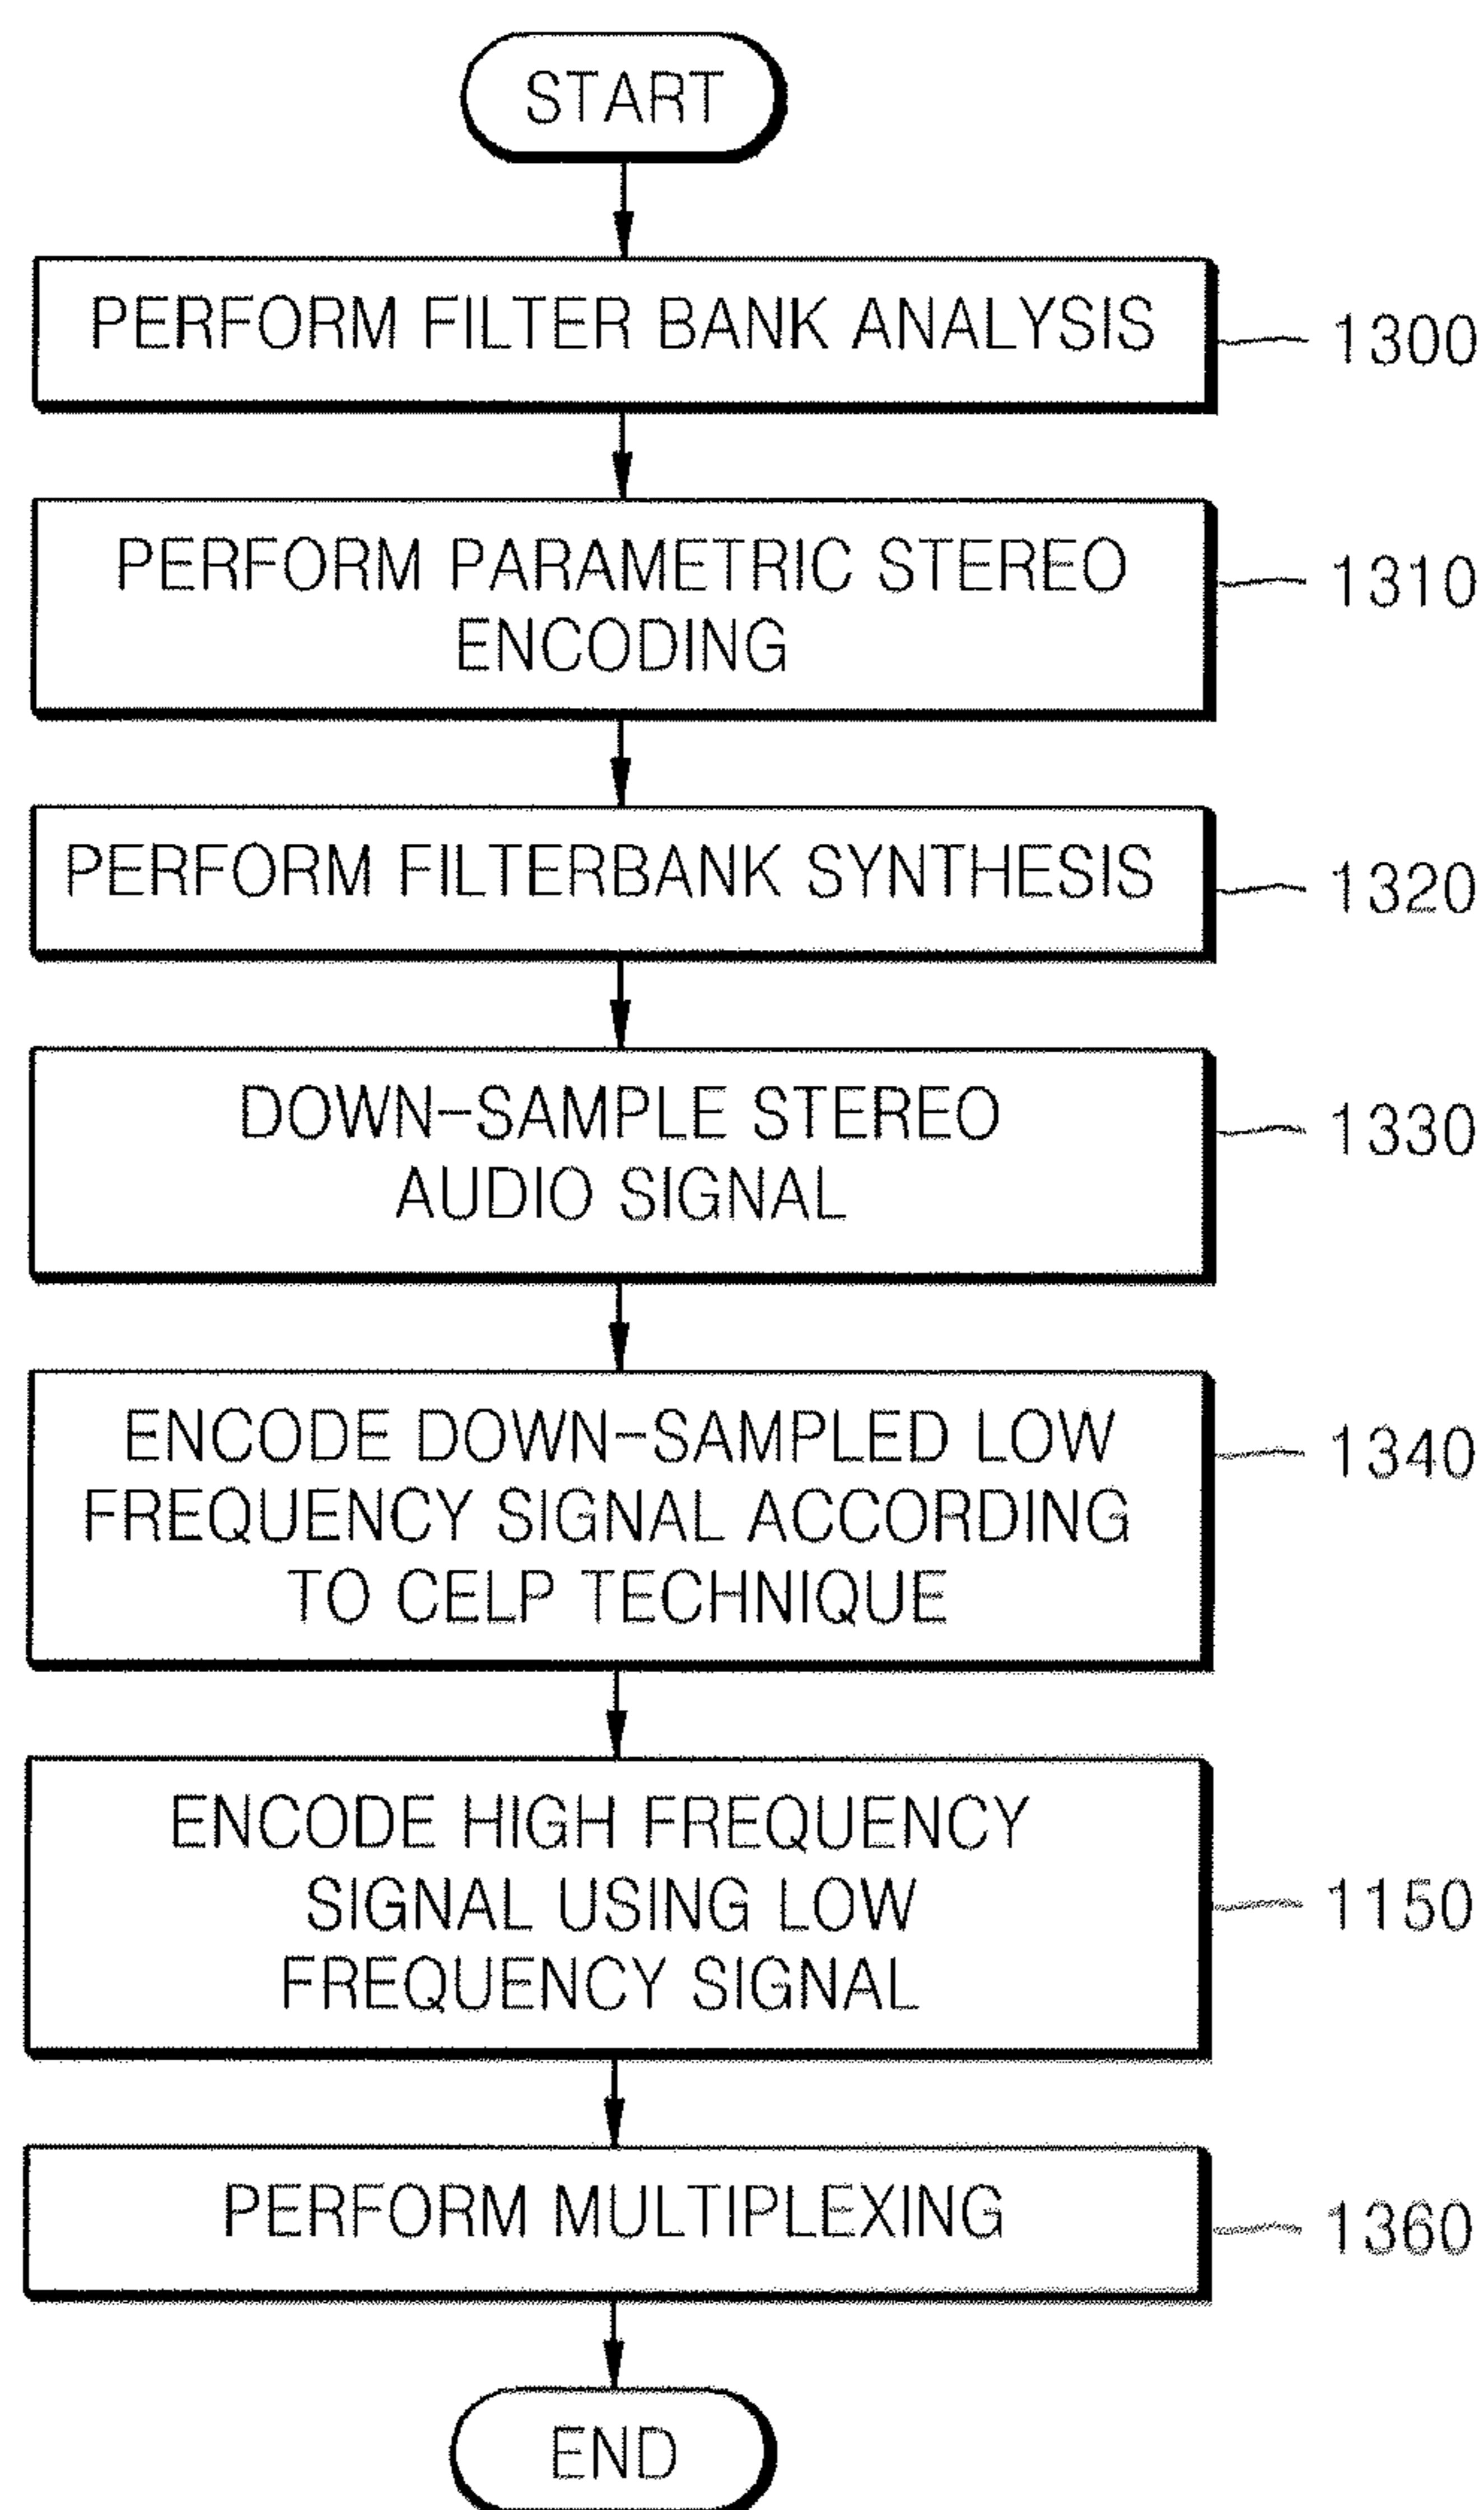 START
PERFORM FILTER BANK ANALYSIS
1300
PERFORM PARAMETRIC STEREO
ENCODING
1310
PERFORM FILTERBANK SYNTHESIS
1320
DOWN-SAMPLE STEREO
AUDIO SIGNAL
1330
ENCODE DOWN-SAMPLED LOW
FREQUENCY SIGNAL ACCORDING
TO CELP TECHNIQUE
1340
ENCODE HIGH FREQUENCY
SIGNAL USING LOW
FREQUENCY SIGNAL
1150
PERFORM MULTIPLEXING
1360
END